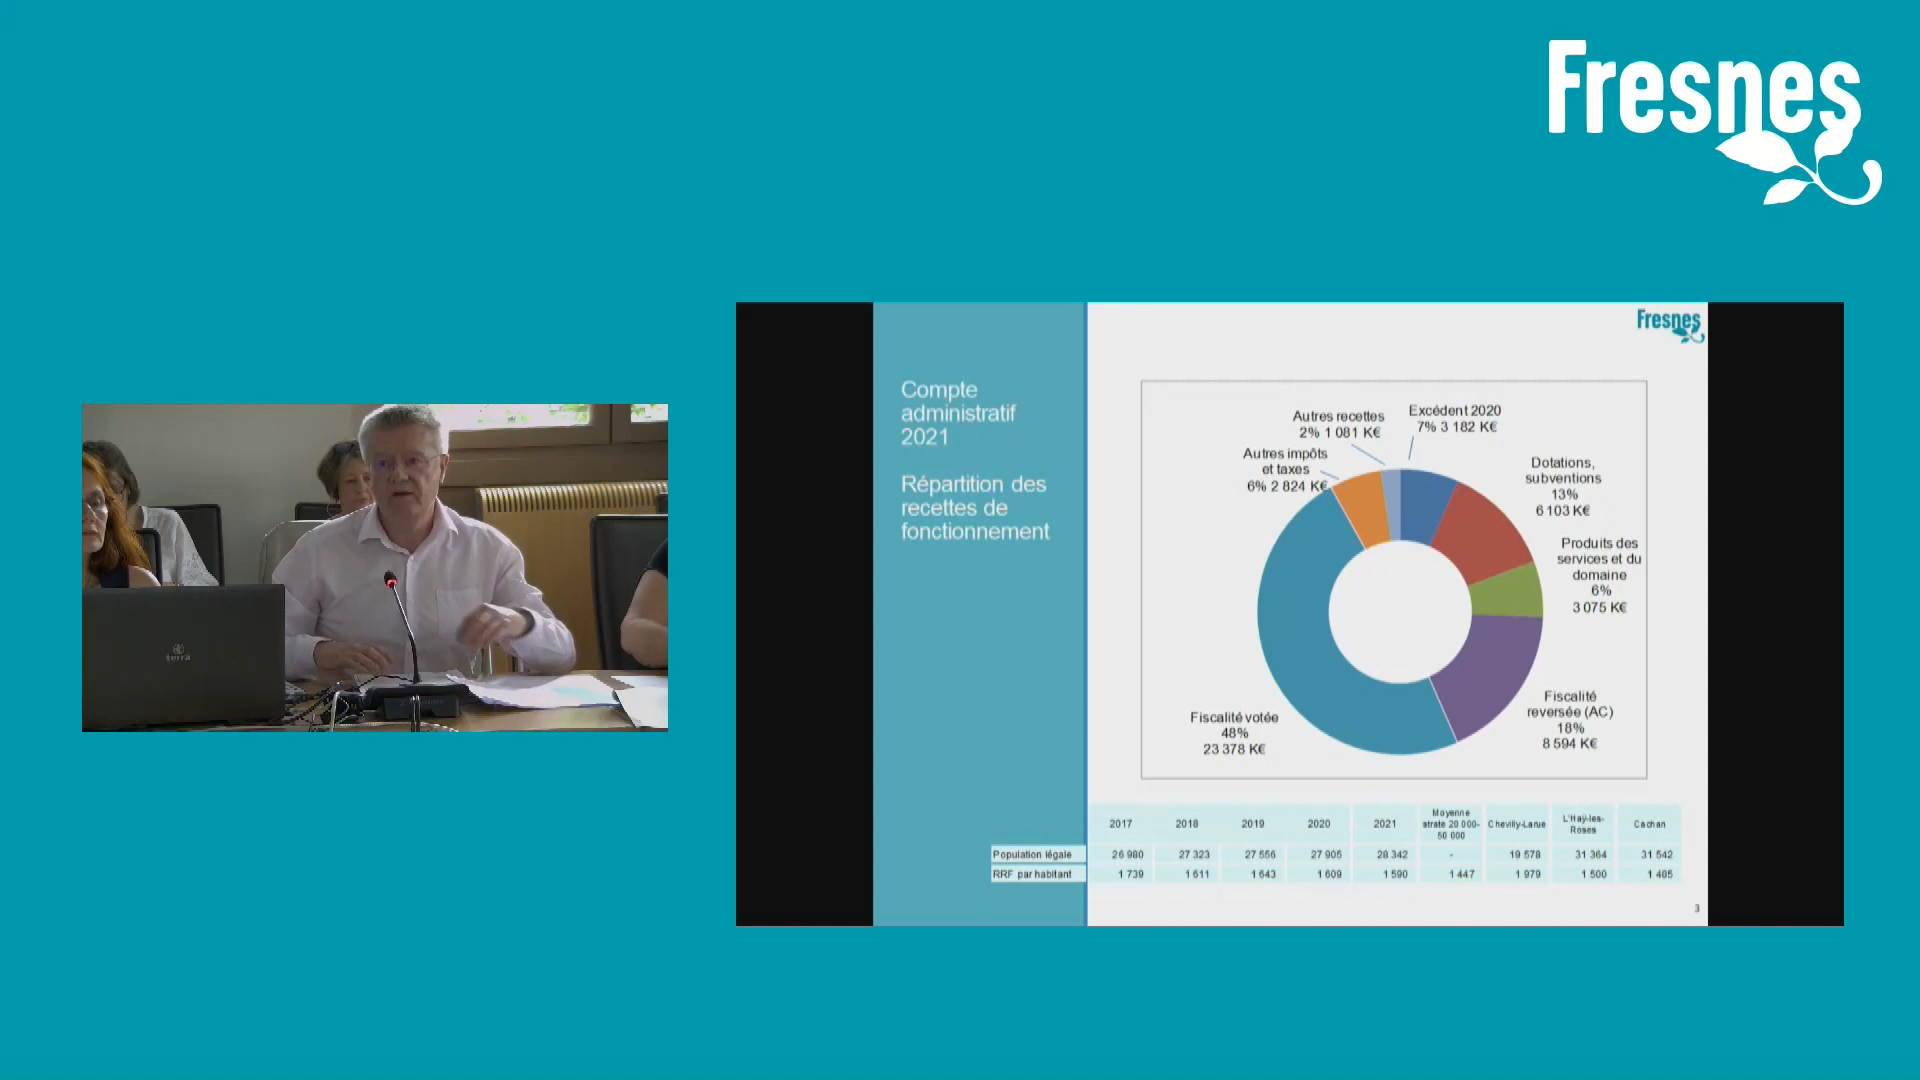 Fresnes
Fresnes
Compte
administratif
2021
Répartition des
recettes de
fonctionnement
Autres recettes
2% 1 081 K€
Excédent 2020
7% 3 182 K€
Autres impôts
et taxes
6% 2 824 K€
Dotations,
subventions
13%
6 103 K€
Produits des
services et du
domaine
6%
3 075 K€
Fiscalité
reversée (AC)
18%
8 594 K€
Fiscalité votée
48%
23 378 K€
2017 2018 2019 2020 2021 Moyenne strate 20 000-50 000 Chevilly-Larue L'Haÿ-les-Roses Cachan
Population légale 26 980 27 323 27 556 27 905 28 342 - 19 578 31 364 31 542
RRF par habitant 1 739 1 611 1 643 1 609 1 590 1 447 1 979 1 500 1 485
3
terra